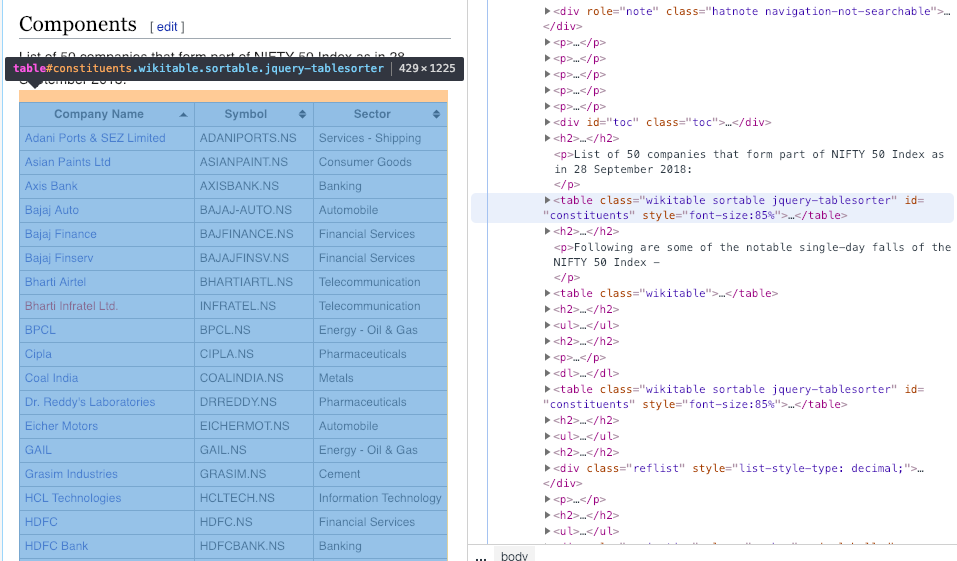 Components [ edit ]
List of 50 companies that form part of NIFTY 50 Index as in 28
table#constituents.wikitable.sortable.jquery-tablesorter 429 × 1225
September 2018:
Company Name Symbol Sector
Adani Ports & SEZ Limited ADANIPORTS.NS Services - Shipping
Asian Paints Ltd ASIANPAINT.NS Consumer Goods
Axis Bank AXISBANK.NS Banking
Bajaj Auto BAJAJ-AUTO.NS Automobile
Bajaj Finance BAJFINANCE.NS Financial Services
Bajaj Finserv BAJAJFINSV.NS Financial Services
Bharti Airtel BHARTIARTL.NS Telecommunication
Bharti Infratel Ltd. INFRATEL.NS Telecommunication
BPCL BPCL.NS Energy - Oil & Gas
Cipla CIPLA.NS Pharmaceuticals
Coal India COALINDIA.NS Metals
Dr. Reddy's Laboratories DRREDDY.NS Pharmaceuticals
Eicher Motors EICHERMOT.NS Automobile
GAIL GAIL.NS Energy - Oil & Gas
Grasim Industries GRASIM.NS Cement
HCL Technologies HCLTECH.NS Information Technology
HDFC HDFC.NS Financial Services
HDFC Bank HDFCBANK.NS Banking
<div role="note" class="hatnote navigation-not-searchable">…
</div>
<p>…</p>
<p>…</p>
<p>…</p>
<p>…</p>
<p>…</p>
<div id="toc" class="toc">…</div>
<h2>…</h2>
<p>List of 50 companies that form part of NIFTY 50 Index as
in 28 September 2018:
</p>
<table class="wikitable sortable jquery-tablesorter" id=
"constituents" style="font-size:85%">…</table>
<h2>…</h2>
<p>Following are some of the notable single-day falls of the
NIFTY 50 Index –
</p>
<table class="wikitable">…</table>
<h2>…</h2>
<ul>…</ul>
<h2>…</h2>
<p>…</p>
<dl>…</dl>
<table class="wikitable sortable jquery-tablesorter" id=
"constituents" style="font-size:85%">…</table>
<h2>…</h2>
<ul>…</ul>
<h2>…</h2>
<div class="reflist" style="list-style-type: decimal;">…
</div>
<p>…</p>
<h2>…</h2>
<ul>…</ul>
... body